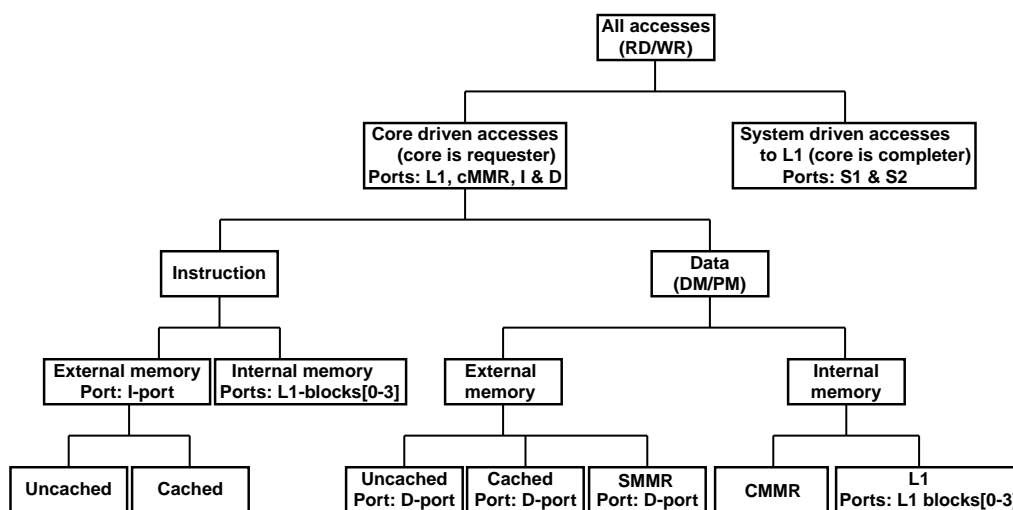 All accesses
(RD/WR)
Core driven accesses
(core is requester)
Ports: L1, cMMR, I & D
System driven accesses
to L1 (core is completer)
Ports: S1 & S2
Instruction
Data
(DM/PM)
External memory
Port: I-port
Internal memory
Ports: L1-blocks[0-3]
External
memory
Internal
memory
Uncached
Cached
Uncached
Port: D-port
Cached
Port: D-port
SMMR
Port: D-port
CMMR
L1
Ports: L1 blocks[0-3]